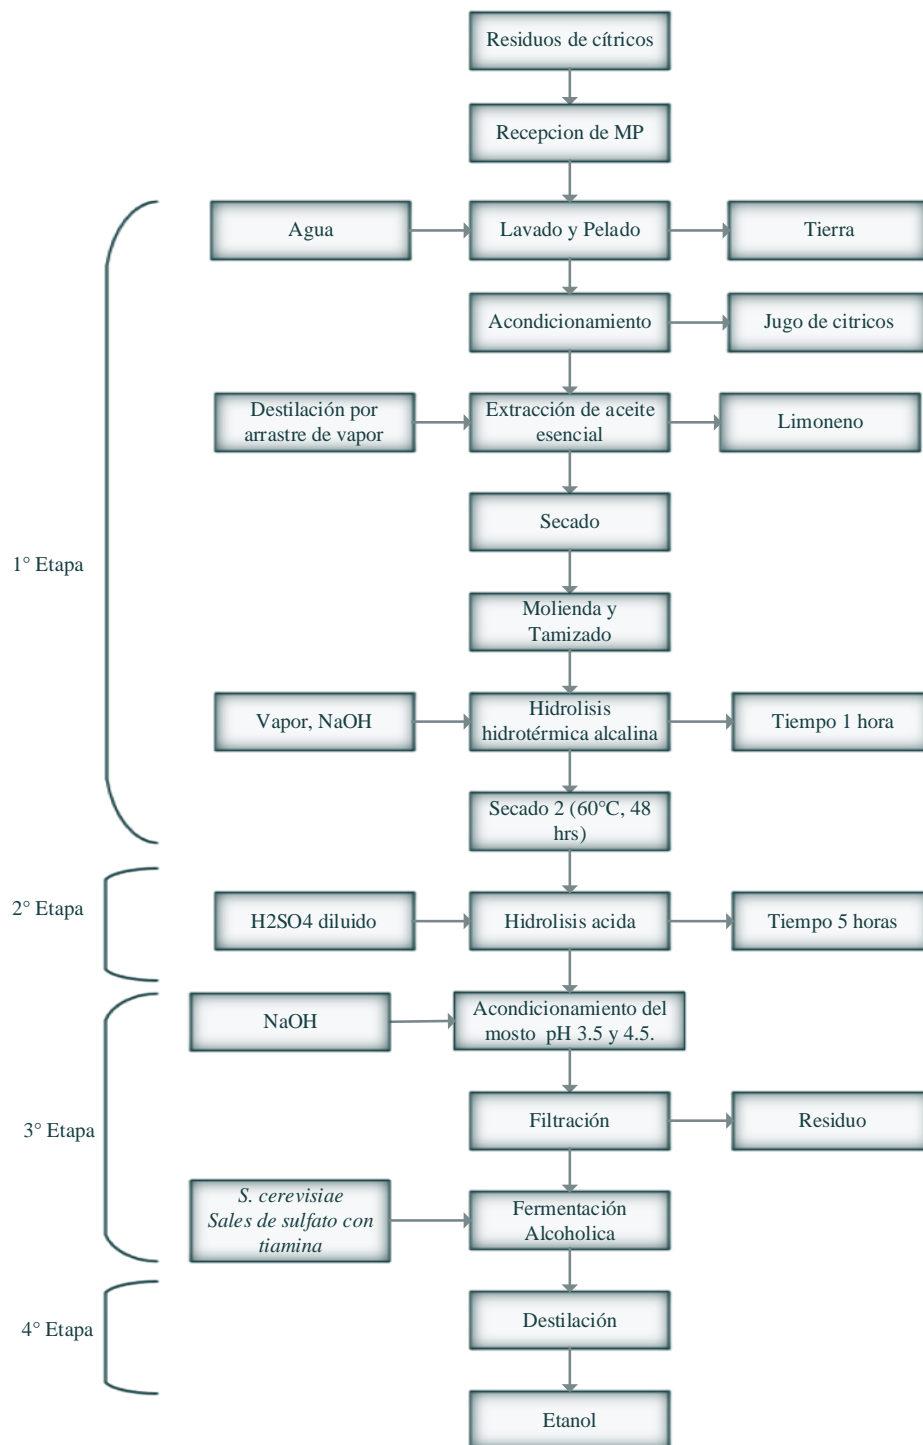 Residuos de cítricos
Recepcion de MP
Agua
Lavado y Pelado
Tierra
Acondicionamiento
Jugo de citricos
Destilación por
arrastre de vapor
Extracción de aceite
esencial
Limoneno
Secado
1° Etapa
Molienda y
Tamizado
Vapor, NaOH
Hidrolisis
hidrotérmica alcalina
Tiempo 1 hora
Secado 2 (60°C, 48
hrs)
2° Etapa
H2SO4 diluido
Hidrolisis acida
Tiempo 5 horas
NaOH
Acondicionamiento del
mosto pH 3.5 y 4.5.
3° Etapa
Filtración
Residuo
S. cerevisiae
Sales de sulfato con
tiamina
Fermentación
Alcoholica
4° Etapa
Destilación
Etanol